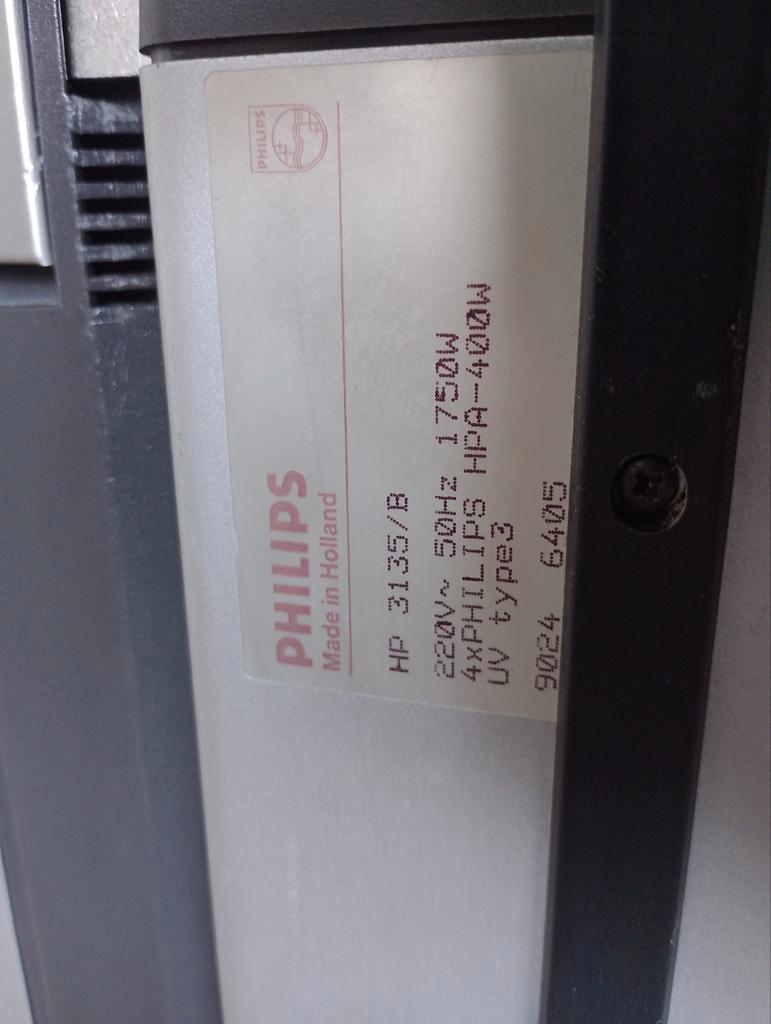 PHILIPS
PHILIPS
Made in Holland
HP 3135/B
220V~ 50Hz 1750W
4xPHILIPS HPA-400W
UV type3
9024 6405